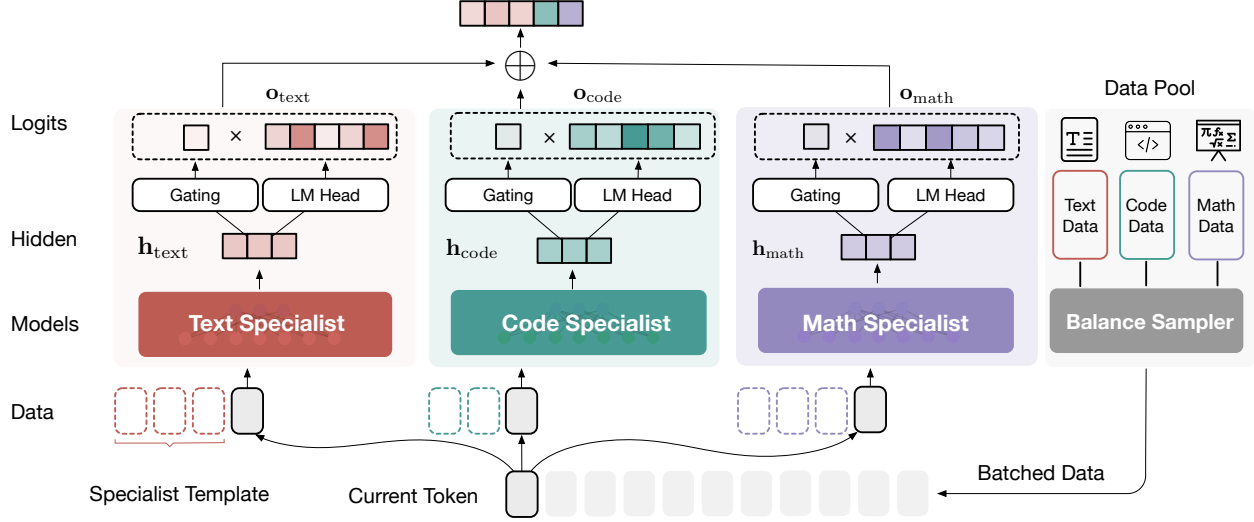 o_text
o_code
o_math
Data Pool
Logits
×
×
×
T
</>
π f_x
√x Σ
Gating
LM Head
Gating
LM Head
Gating
LM Head
Text
Data
Code
Data
Math
Data
Hidden
h_text
h_code
h_math
Models
Text Specialist
Code Specialist
Math Specialist
Balance Sampler
Data
Specialist Template
Current Token
Batched Data